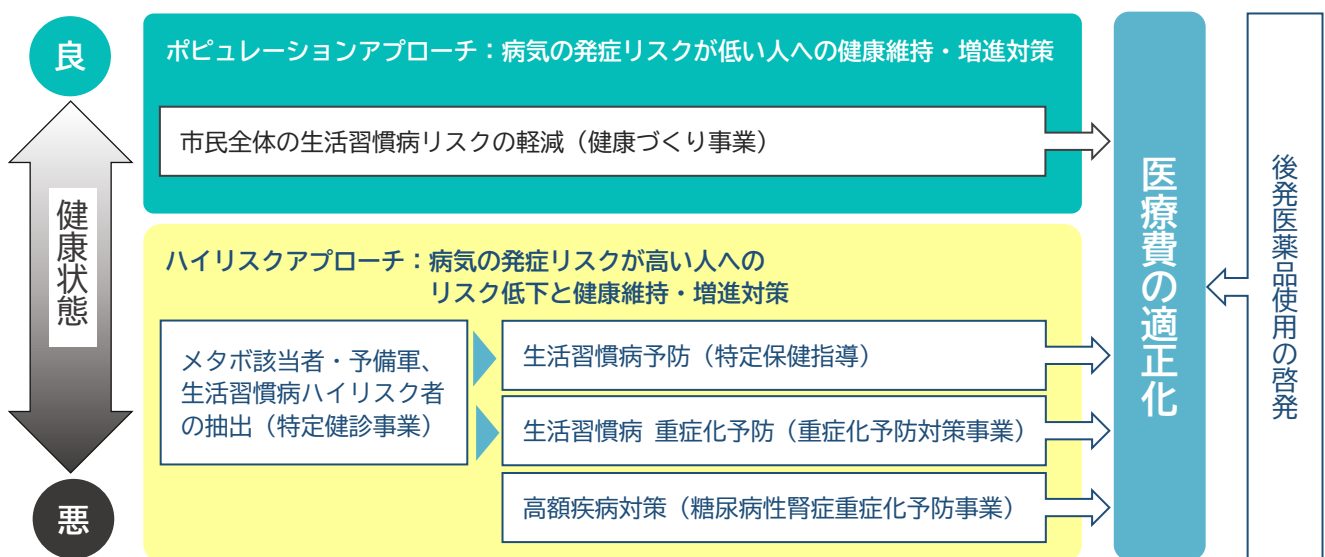 良
健康状態
悪
ポピュレーションアプローチ：病気の発症リスクが低い人への健康維持・増進対策
市民全体の生活習慣病リスクの軽減（健康づくり事業）
ハイリスクアプローチ：病気の発症リスクが高い人への
リスク低下と健康維持・増進対策
メタボ該当者・予備軍、
生活習慣病ハイリスク者
の抽出（特定健診事業）
生活習慣病予防（特定保健指導）
生活習慣病 重症化予防（重症化予防対策事業）
高額疾病対策（糖尿病性腎症重症化予防事業）
医療費の適正化
後発医薬品使用の啓発